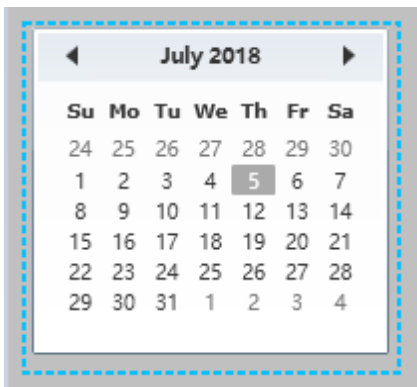 July 2018
Su Mo Tu We Th Fr Sa
24 25 26 27 28 29 30
1 2 3 4 5 6 7
8 9 10 11 12 13 14
15 16 17 18 19 20 21
22 23 24 25 26 27 28
29 30 31 1 2 3 4